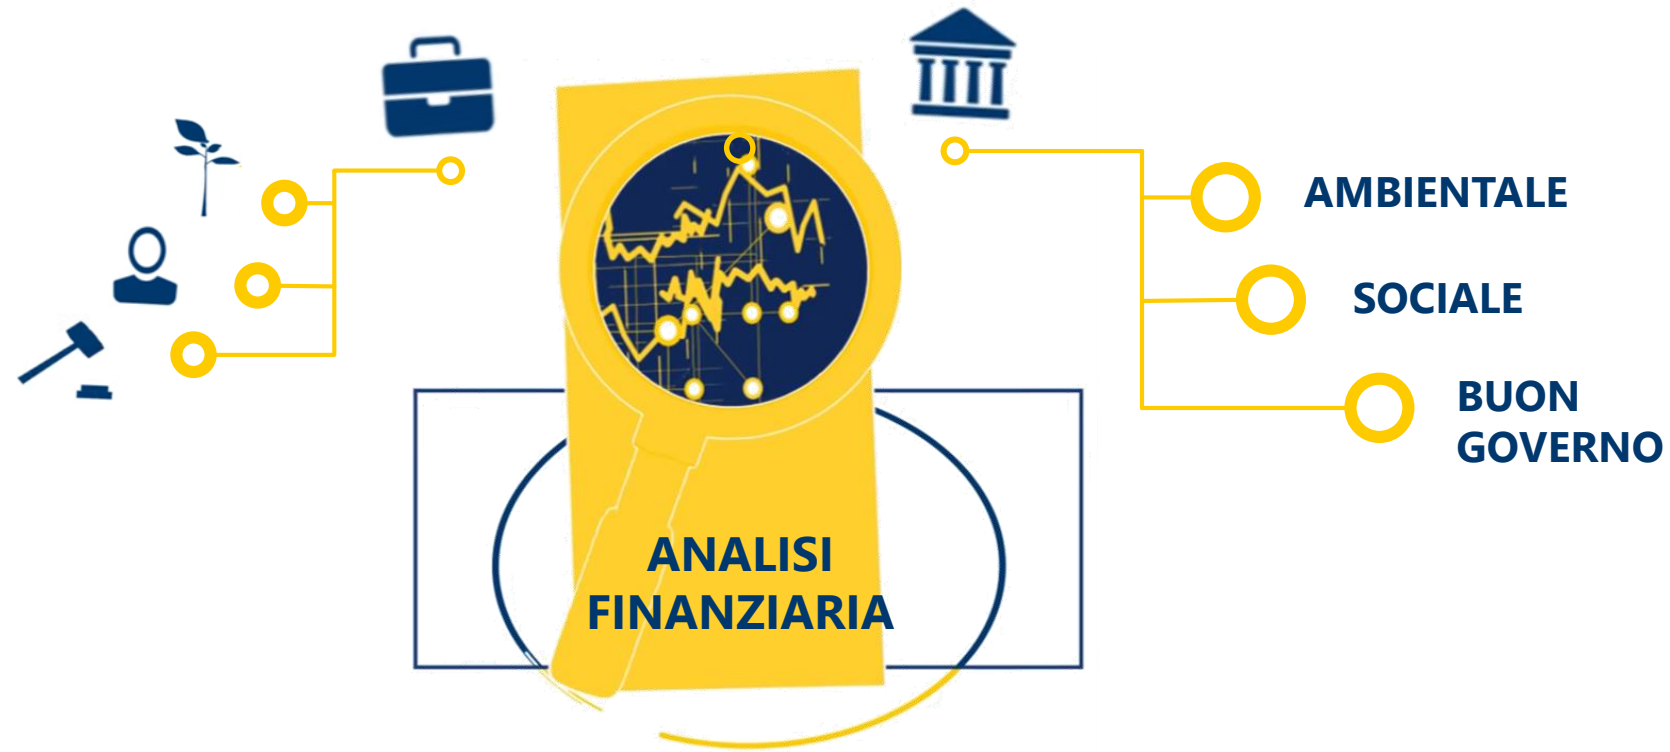 AMBIENTALE
SOCIALE
BUON
GOVERNO
ANALISI
FINANZIARIA